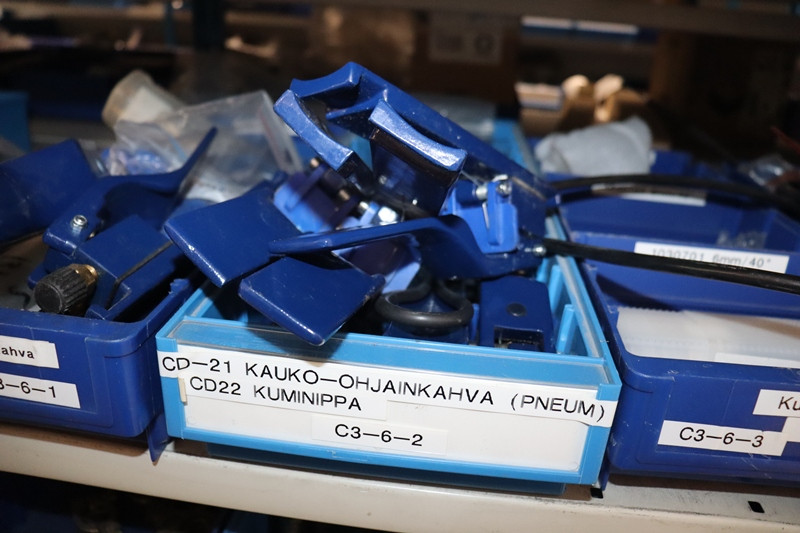 1030701 6mm/40°
ahva
3-6-1
CD-21 KAUKO-OHJAINKAHVA (PNEUM)
CD22 KUMINIPPA
C3-6-2
Ku
C3-6-3